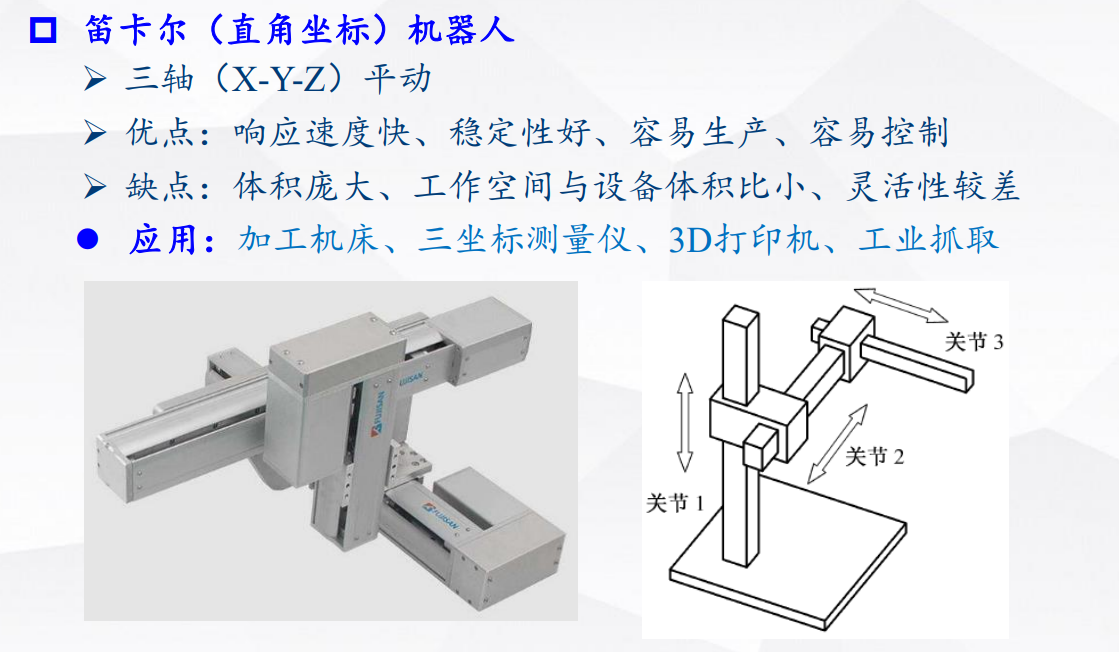 笛卡尔（直角坐标）机器人
三轴（X-Y-Z）平动
优点：响应速度快、稳定性好、容易生产、容易控制
缺点：体积庞大、工作空间与设备体积比小、灵活性较差
应用：加工机床、三坐标测量仪、3D打印机、工业抓取
FUJISAN
FUJISAN
FUJISAN
关节 3
关节 2
关节 1